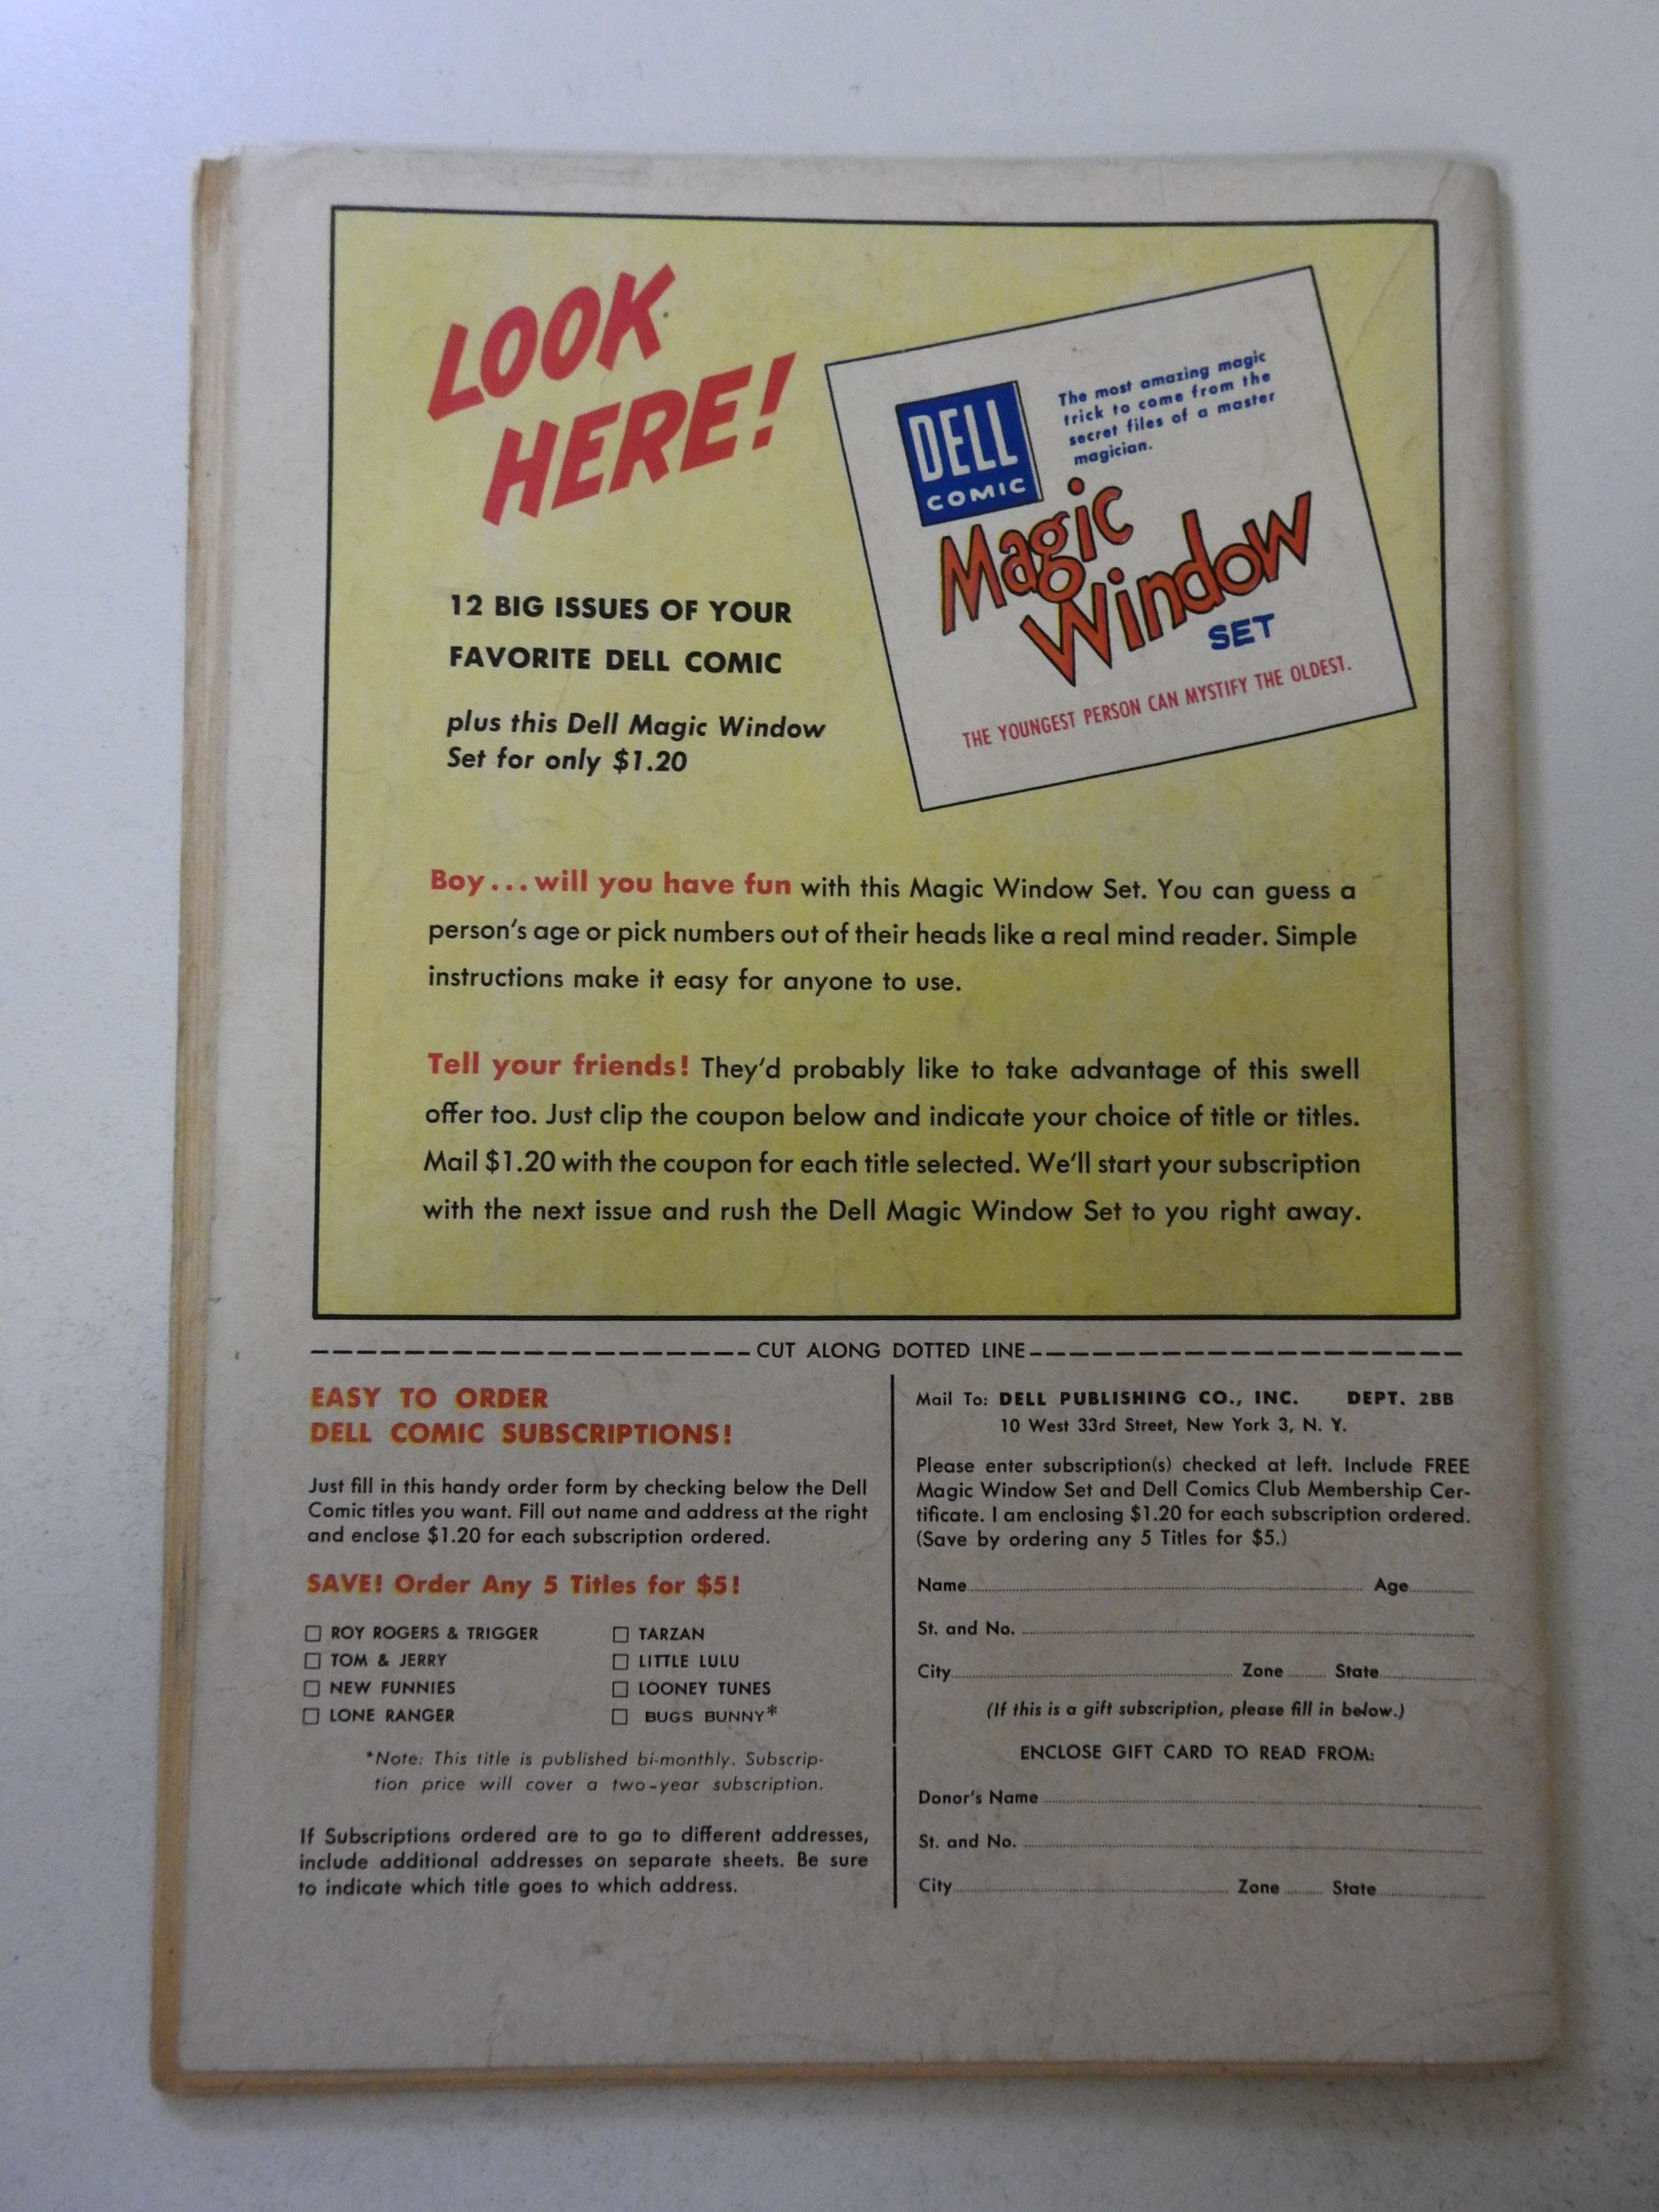 LOOK
HERE!
12 BIG ISSUES OF YOUR
FAVORITE DELL COMIC
plus this Dell Magic Window
Set for only $1.20
DELL
COMIC
The most amazing magic
trick to come from the
secret files of a master
magician.
Magic
Window
SET
THE YOUNGEST PERSON CAN MYSTIFY THE OLDEST.
Boy...will you have fun with this Magic Window Set. You can guess a
person's age or pick numbers out of their heads like a real mind reader. Simple
instructions make it easy for anyone to use.
Tell your friends! They'd probably like to take advantage of this swell
offer too. Just clip the coupon below and indicate your choice of title or titles.
Mail $1.20 with the coupon for each title selected. We'll start your subscription
with the next issue and rush the Dell Magic Window Set to you right away.
CUT ALONG DOTTED LINE
EASY TO ORDER
DELL COMIC SUBSCRIPTIONS!
Just fill in this handy order form by checking below the Dell
Comic titles you want. Fill out name and address at the right
and enclose $1.20 for each subscription ordered.
SAVE! Order Any 5 Titles for $5!
ROY ROGERS & TRIGGER
TOM & JERRY
NEW FUNNIES
LONE RANGER
TARZAN
LITTLE LULU
LOONEY TUNES
BUGS BUNNY*
*Note: This title is published bi-monthly. Subscrip-
tion price will cover a two-year subscription.
If Subscriptions ordered are to go to different addresses,
include additional addresses on separate sheets. Be sure
to indicate which title goes to which address.
Mail To: DELL PUBLISHING CO., INC. DEPT. 2BB
10 West 33rd Street, New York 3, N. Y.
Please enter subscription(s) checked at left. Include FREE
Magic Window Set and Dell Comics Club Membership Cer-
tificate. I am enclosing $1.20 for each subscription ordered.
(Save by ordering any 5 Titles for $5.)
Name Age
St. and No.
City Zone State
(If this is a gift subscription, please fill in below.)
ENCLOSE GIFT CARD TO READ FROM:
Donor's Name
St. and No.
City Zone State